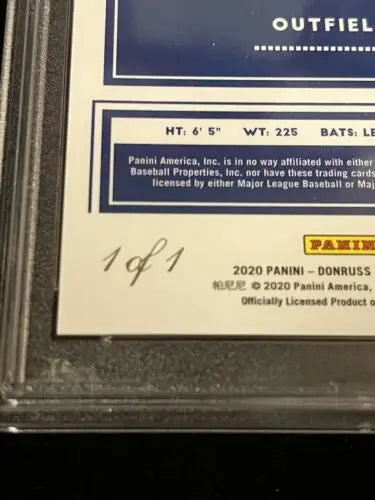 OUTFIEL
HT: 6' 5" WT: 225 BATS: LE
Panini America, Inc. is in no way affiliated with either
Baseball Properties, Inc. nor have these trading cards
licensed by either Major League Baseball or Maj
PANIN
1 of 1
2020 PANINI – DONRUSS
帕尼尼 © 2020 Panini America,
Officially Licensed Product o